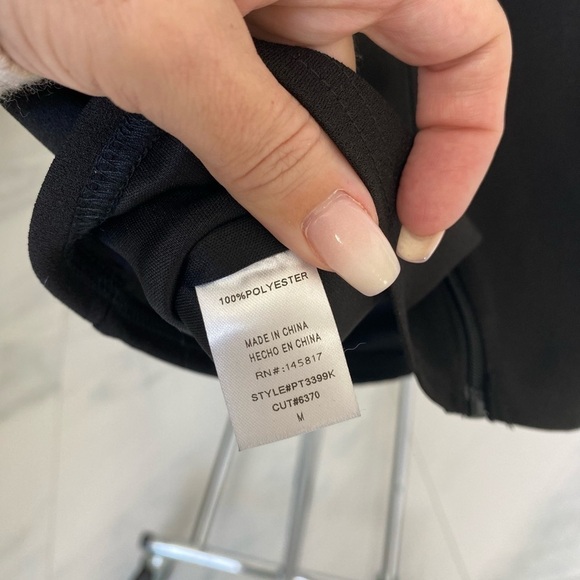 100%POLYESTER
MADE IN CHINA
HECHO EN CHINA
RN#:145817
STYLE#PT3399K
CUT#6370
M